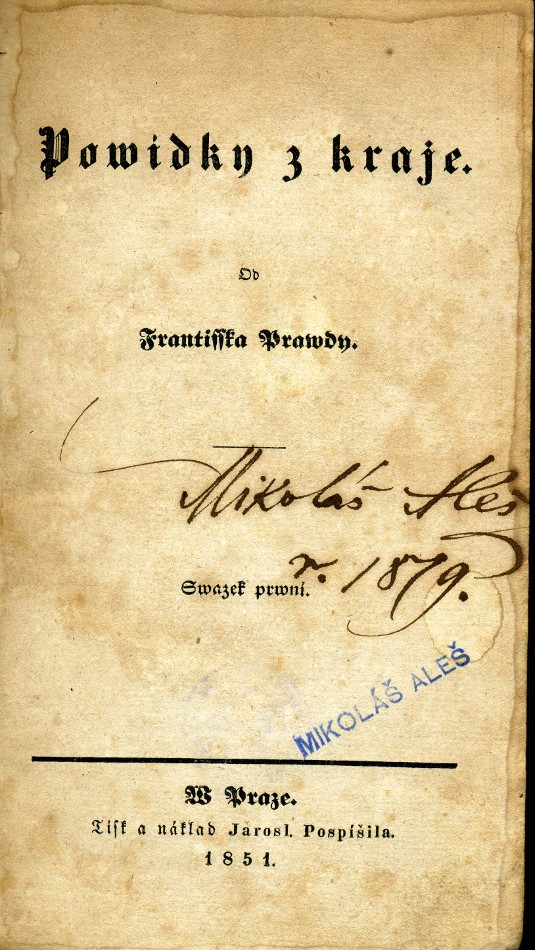 Powidky z kraje.
Od
Frantisska Prawdy.
Mikoláš Aleš
r. 1879.
Swazek prwní.
MIKOLÁŠ ALEŠ
W Praze.
Tisk a náklad Jarosl. Pospíšila.
1851.